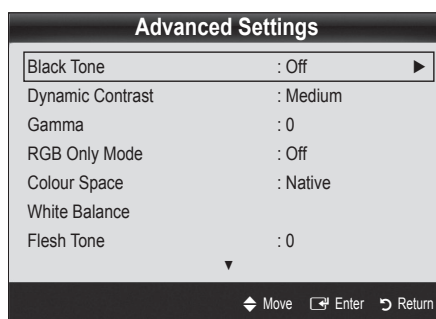 Advanced Settings
Black Tone : Off ►
Dynamic Contrast : Medium
Gamma : 0
RGB Only Mode : Off
Colour Space : Native
White Balance
Flesh Tone : 0
▼
Move Enter Return